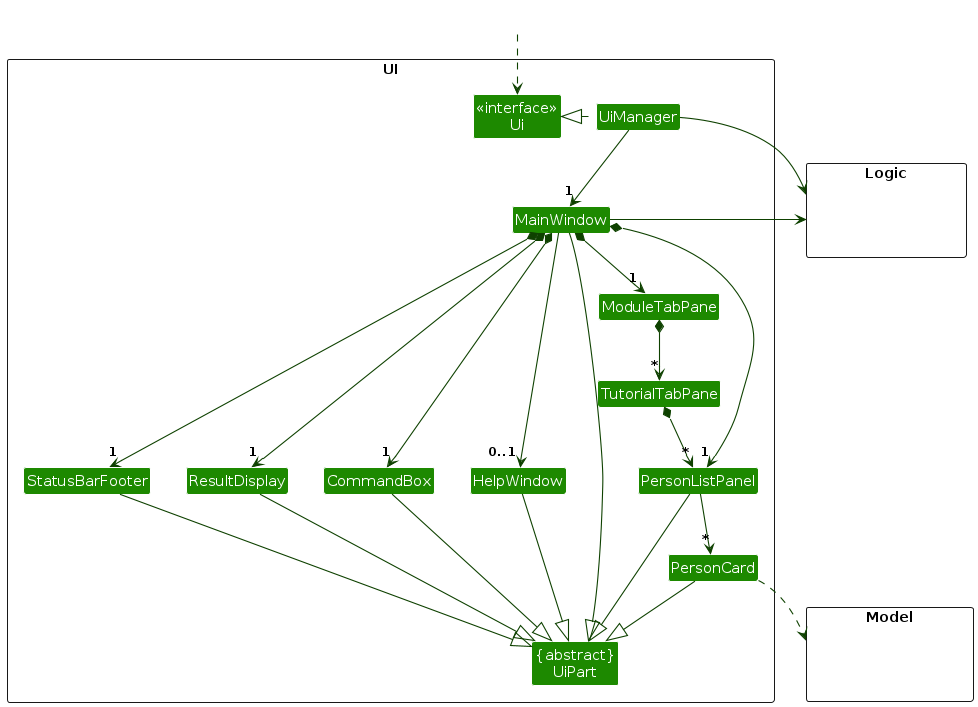 UI
«interface»
Ui
UiManager
Logic
1
MainWindow
1
ModuleTabPane
*
TutorialTabPane
1
1
1
0..1
*
1
StatusBarFooter
ResultDisplay
CommandBox
HelpWindow
PersonListPanel
*
PersonCard
Model
{abstract}
UiPart